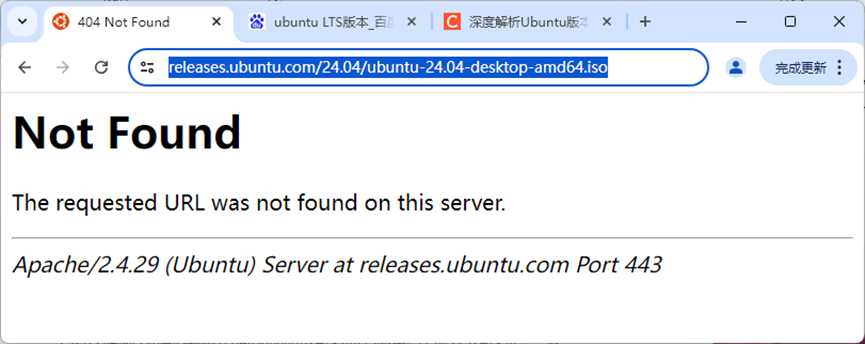 404 Not Found
ubuntu LTS版本_百度
深度解析Ubuntu版本
releases.ubuntu.com/24.04/ubuntu-24.04-desktop-amd64.iso
完成更新
Not Found
The requested URL was not found on this server.
Apache/2.4.29 (Ubuntu) Server at releases.ubuntu.com Port 443